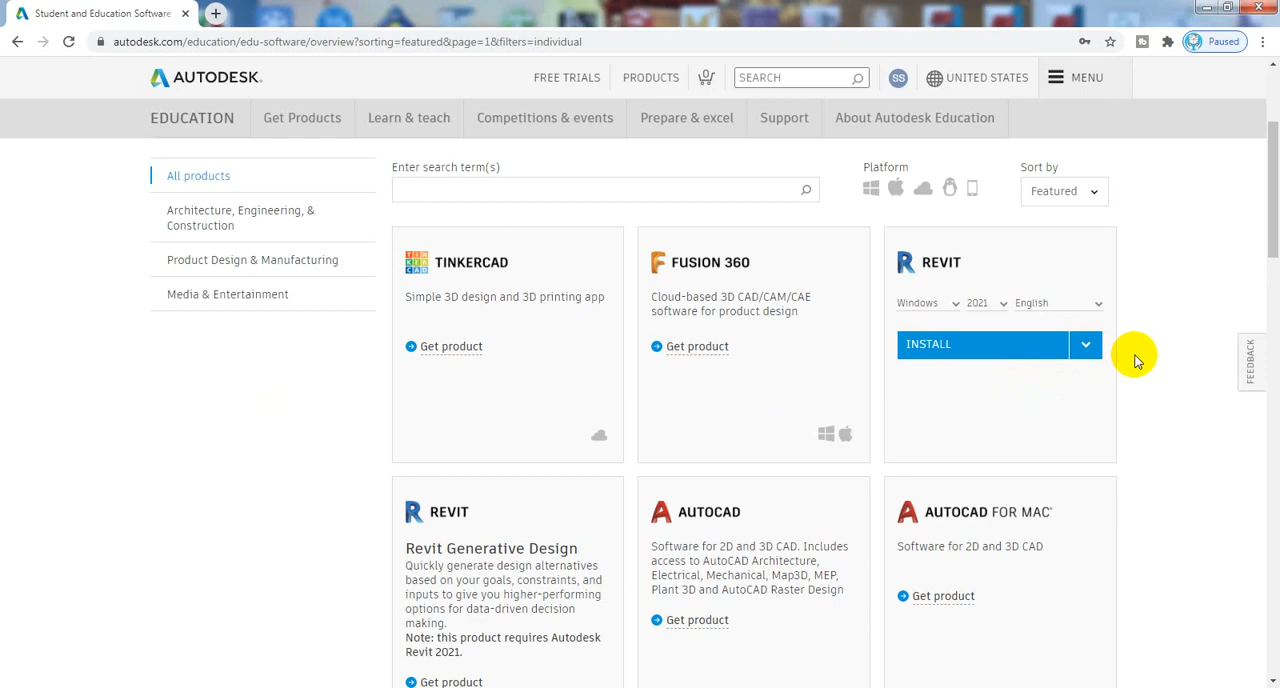 Student and Education Software
autodesk.com/education/edu-software/overview?sorting=featured&page=1&filters=individual
Paused
AUTODESK.
FREE TRIALS
PRODUCTS
0
SEARCH
SS
UNITED STATES
MENU
EDUCATION
Get Products
Learn & teach
Competitions & events
Prepare & excel
Support
About Autodesk Education
All products
Architecture, Engineering, &
Construction
Product Design & Manufacturing
Media & Entertainment
Enter search term(s)
Platform
Sort by
Featured
TINKERCAD
Simple 3D design and 3D printing app
Get product
FUSION 360
Cloud-based 3D CAD/CAM/CAE
software for product design
Get product
REVIT
Windows
2021
English
INSTALL
FEEDBACK
REVIT
Revit Generative Design
Quickly generate design alternatives
based on your goals, constraints, and
inputs to give you higher-performing
options for data-driven decision
making.
Note: this product requires Autodesk
Revit 2021.
Get product
AUTOCAD
Software for 2D and 3D CAD. Includes
access to AutoCAD Architecture,
Electrical, Mechanical, Map3D, MEP,
Plant 3D and AutoCAD Raster Design
Get product
AUTOCAD FOR MAC®
Software for 2D and 3D CAD
Get product